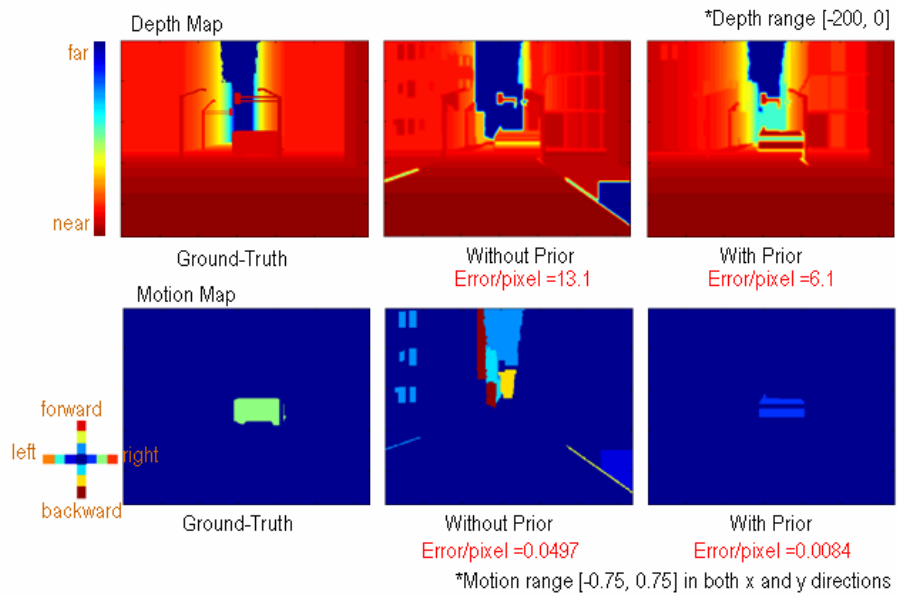 Depth Map
*Depth range [-200, 0]
far
near
Ground-Truth
Without Prior
Error/pixel =13.1
With Prior
Error/pixel =6.1
Motion Map
forward
left
right
backward
Ground-Truth
Without Prior
Error/pixel =0.0497
With Prior
Error/pixel =0.0084
*Motion range [-0.75, 0.75] in both x and y directions